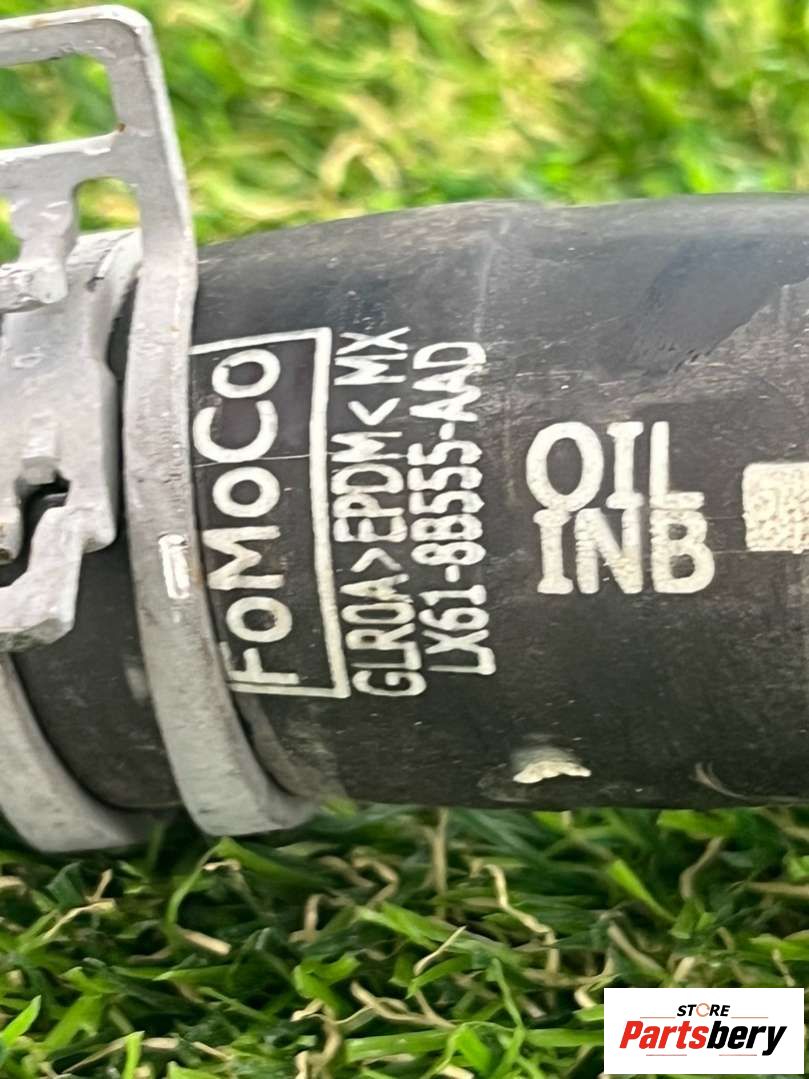 FoMoCo
GLR0A>EPDM<MX
LX61-8B555-AAD
OIL
INB
STORE
Partsbery